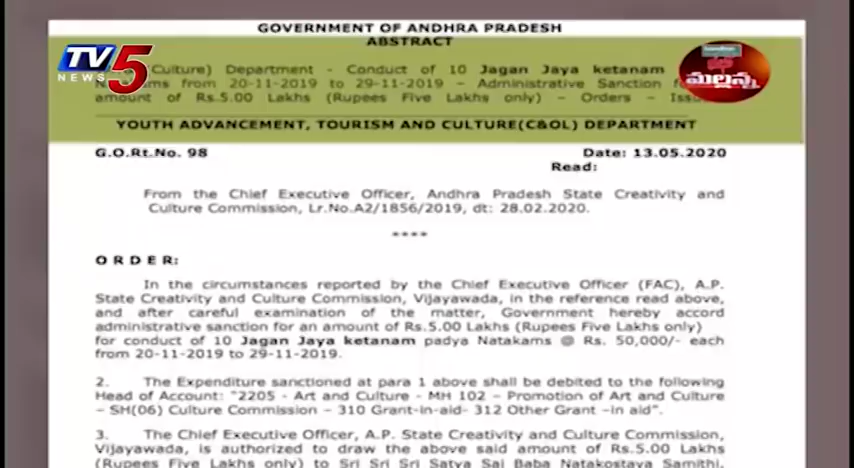 GOVERNMENT OF ANDHRA PRADESH
ABSTRACT
TV5
NEWS
మల్లన్న
Culture) Department - Conduct of 10 Jagan Jaya ketanam
from 20-11-2019 to 29-11-2019 – Administrative Sanction
amount of Rs.5.00 Lakhs (Rupees Five Lakhs only) – Orders –
YOUTH ADVANCEMENT, TOURISM AND CULTURE(C&OL) DEPARTMENT
G.O.Rt.No. 98
Date: 13.05.2020
Read:
From the Chief Executive Officer, Andhra Pradesh State Creativity and
Culture Commission, Lr.No.A2/1856/2019, dt: 28.02.2020.
****
O R D E R:
In the circumstances reported by the Chief Executive Officer (FAC), A.P.
State Creativity and Culture Commission, Vijayawada, in the reference read above,
and after careful examination of the matter, Government hereby accord
administrative sanction for an amount of Rs.5.00 Lakhs (Rupees Five Lakhs only)
for conduct of 10 Jagan Jaya ketanam padya Natakams @ Rs. 50,000/- each
from 20-11-2019 to 29-11-2019.
2. The Expenditure sanctioned at para 1 above shall be debited to the following
Head of Account: "2205 - Art and Culture - MH 102 – Promotion of Art and Culture
– SH(06) Culture Commission – 310 Grant-in-aid- 312 Other Grant –in aid".
3. The Chief Executive Officer, A.P. State Creativity and Culture Commission,
Vijayawada, is authorized to draw the above said amount of Rs.5.00 Lakhs
(Rupees Five Lakhs only) to Sri Sri Sri Satya Sai Baba Natakostava Samithi,